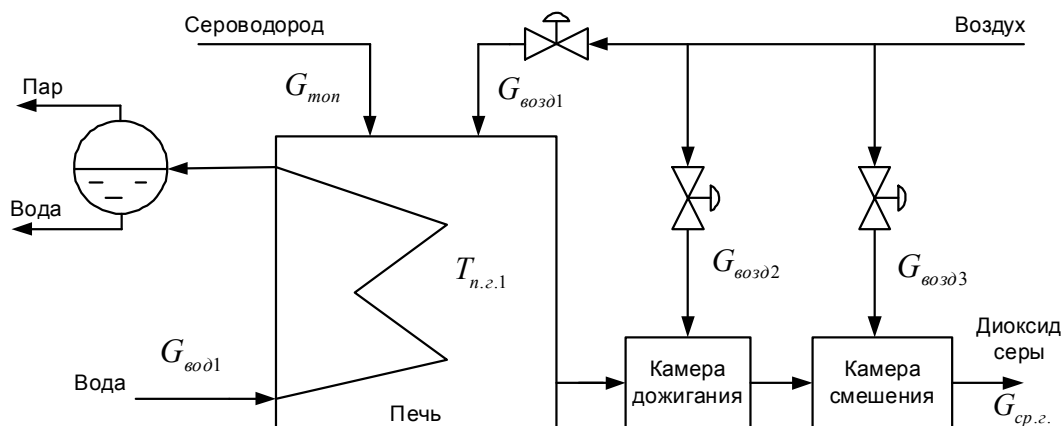 Сероводород
Воздух
Пар
G_топ
G_возд1
Вода
T_п.г.1
G_возд2
G_возд3
G_вод1
Вода
Печь
Камера
дожигания
Камера
смешения
Диоксид
серы
G_ср.г.